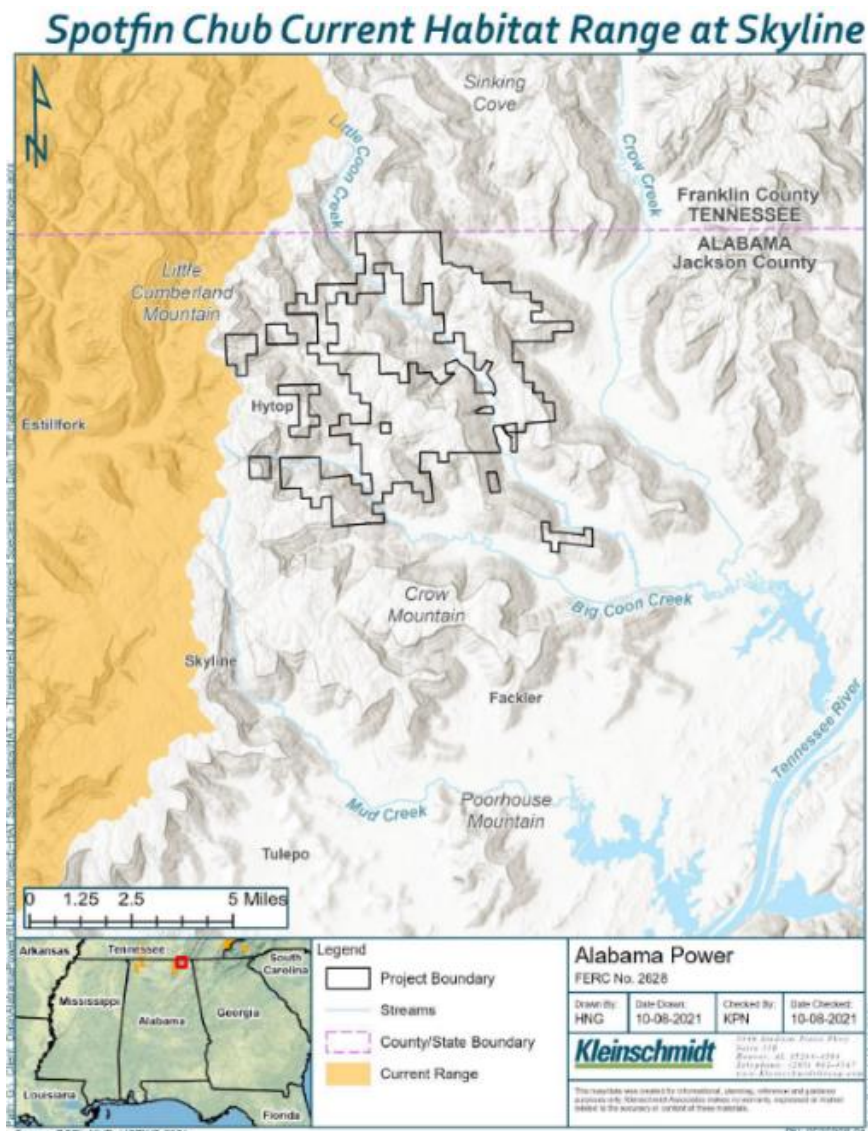 Spotfin Chub Current Habitat Range at Skyline
N
Sinking
Cove
Little Coon Creek
Crow Creek
Franklin County
TENNESSEE
ALABAMA
Jackson County
Little
Cumberland
Mountain
Hytop
Estillfork
Crow
Mountain
Big Coon Creek
Skyline
Fackler
Tennessee River
Mud Creek
Poorhouse
Mountain
Tulepo
0 1.25 2.5 5 Miles
Arkansas
Tennessee
South
Carolina
Mississippi
Alabama
Georgia
Louisiana
Florida
Legend
Project Boundary
Streams
County/State Boundary
Current Range
Alabama Power
FERC No. 2628
Drawn By: Date Drawn: Checked By: Date Checked:
HNG 10-08-2021 KPN 10-08-2021
Kleinschmidt